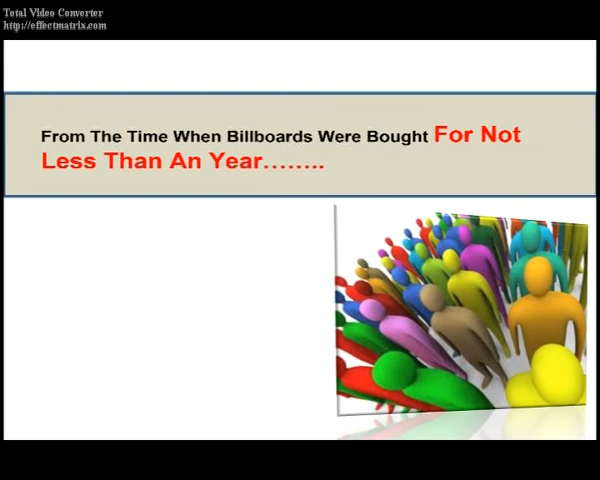 Total Video Converter
http://effectmatrix.com
From The Time When Billboards Were Bought For Not
Less Than An Year........